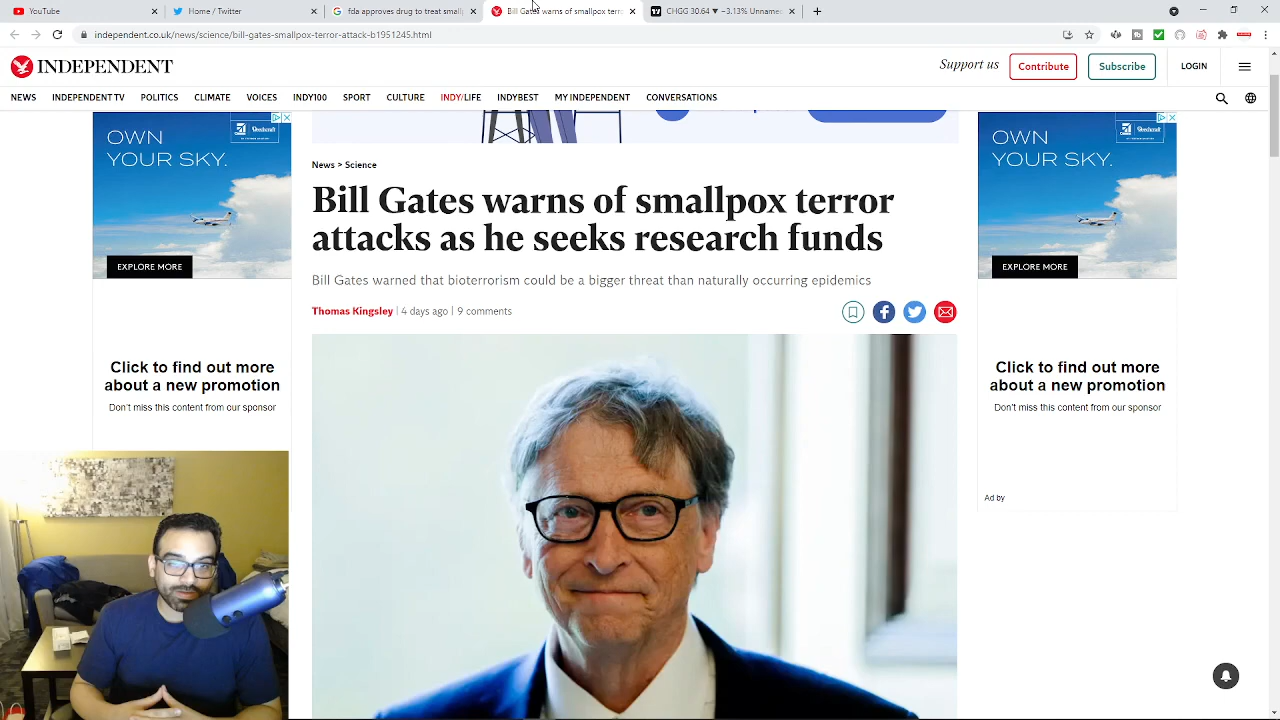 YouTube
Home / Twitter
fda approves drug to treat small
Bill Gates warns of smallpox terr
CHGG 30.64 ▼ −3.13% Unname
independent.co.uk/news/science/bill-gates-smallpox-terror-attack-b1951245.html
INDEPENDENT
Support us
Contribute
Subscribe
LOGIN
NEWS INDEPENDENT TV POLITICS CLIMATE VOICES INDY100 SPORT CULTURE INDY/LIFE INDYBEST MY INDEPENDENT CONVERSATIONS
OWN
YOUR SKY.
Beechcraft
EXPLORE MORE
Click to find out more
about a new promotion
Don't miss this content from our sponsor
News > Science
Bill Gates warns of smallpox terror
attacks as he seeks research funds
Bill Gates warned that bioterrorism could be a bigger threat than naturally occurring epidemics
Thomas Kingsley | 4 days ago | 9 comments
OWN
YOUR SKY.
Beechcraft
EXPLORE MORE
Click to find out more
about a new promotion
Don't miss this content from our sponsor
Ad by